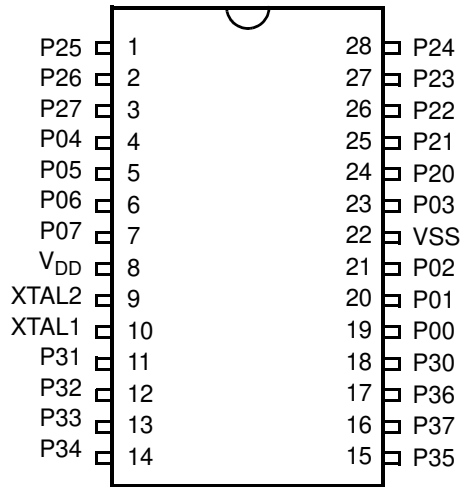 P25 1 28 P24
P26 2 27 P23
P27 3 26 P22
P04 4 25 P21
P05 5 24 P20
P06 6 23 P03
P07 7 22 VSS
VDD 8 21 P02
XTAL2 9 20 P01
XTAL1 10 19 P00
P31 11 18 P30
P32 12 17 P36
P33 13 16 P37
P34 14 15 P35